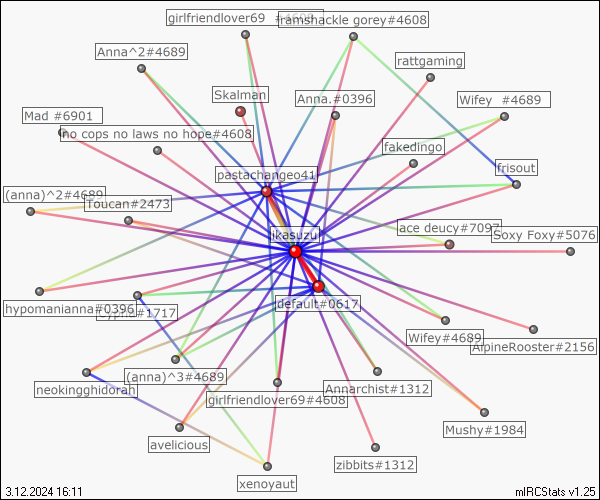 girlfriendlover69 #4608
ramshackle gorey#4608
Anna^2#4689
rattgaming
Skalman
Anna.#0396
Wifey #4689
Mad #6901
no cops no laws no hope#4608
fakedingo
pastachangeo41
frisout
(anna)^2#4689
Toucan#2473
ace deucy#7097
Soxy Foxy#5076
ikasuzu
hypomanianna#0396
#1717
default#0617
Wifey#4689
AlpineRooster#2156
neokingghidorah
(anna)^3#4689
girlfriendlover69#4608
Annarchist#1312
avelicious
Mushy#1984
zibbits#1312
xenoyaut
3.12.2024 16:11
mIRCStats v1.25